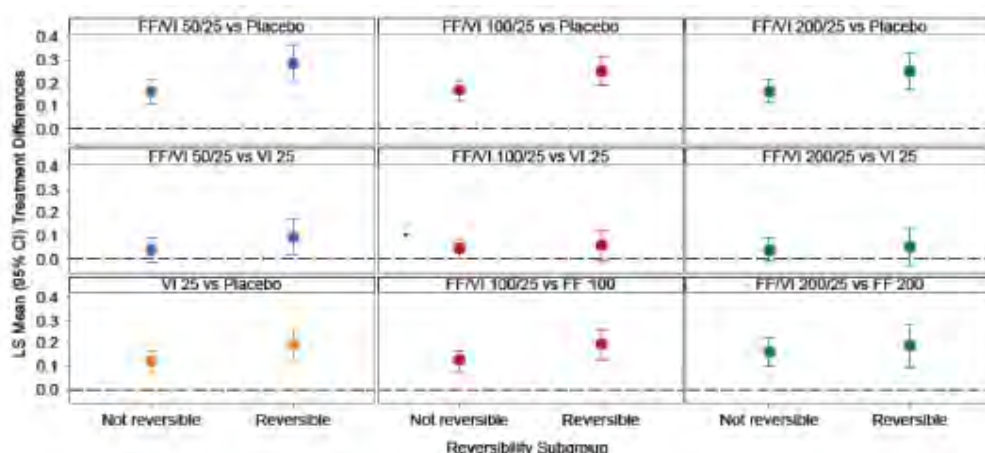 FF/VI 50/25 vs Placebo FF/VI 100/25 vs Placebo FF/VI 200/25 vs Placebo
0.4
0.3
0.2
0.1
0.0
FF/VI 50/25 vs VI 25 FF/VI 100/25 vs VI 25 FF/VI 200/25 vs VI 25
0.4
0.3
0.2
0.1
0.0
VI 25 vs Placebo FF/VI 100/25 vs FF 100 FF/VI 200/25 vs FF 200
0.4
0.3
0.2
0.1
0.0
LS Mean (95% CI) Treatment Differences
Not reversible Reversible Not reversible Reversible Not reversible Reversible
Reversibility Subgroup